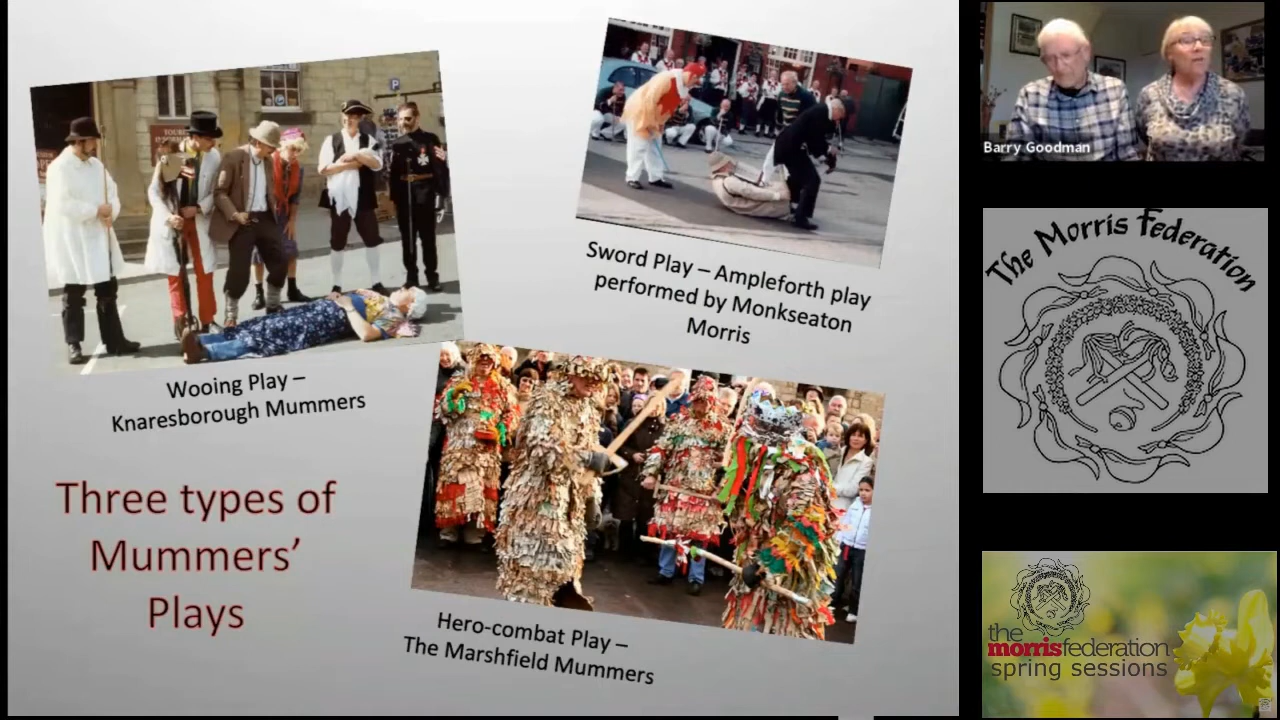 Sword Play – Ampleforth play
performed by Monkseaton
Morris
Wooing Play –
Knaresborough Mummers
Three types of
Mummers’
Plays
Hero-combat Play –
The Marshfield Mummers
Barry Goodman
The Morris Federation
the
morrisfederation
spring sessions